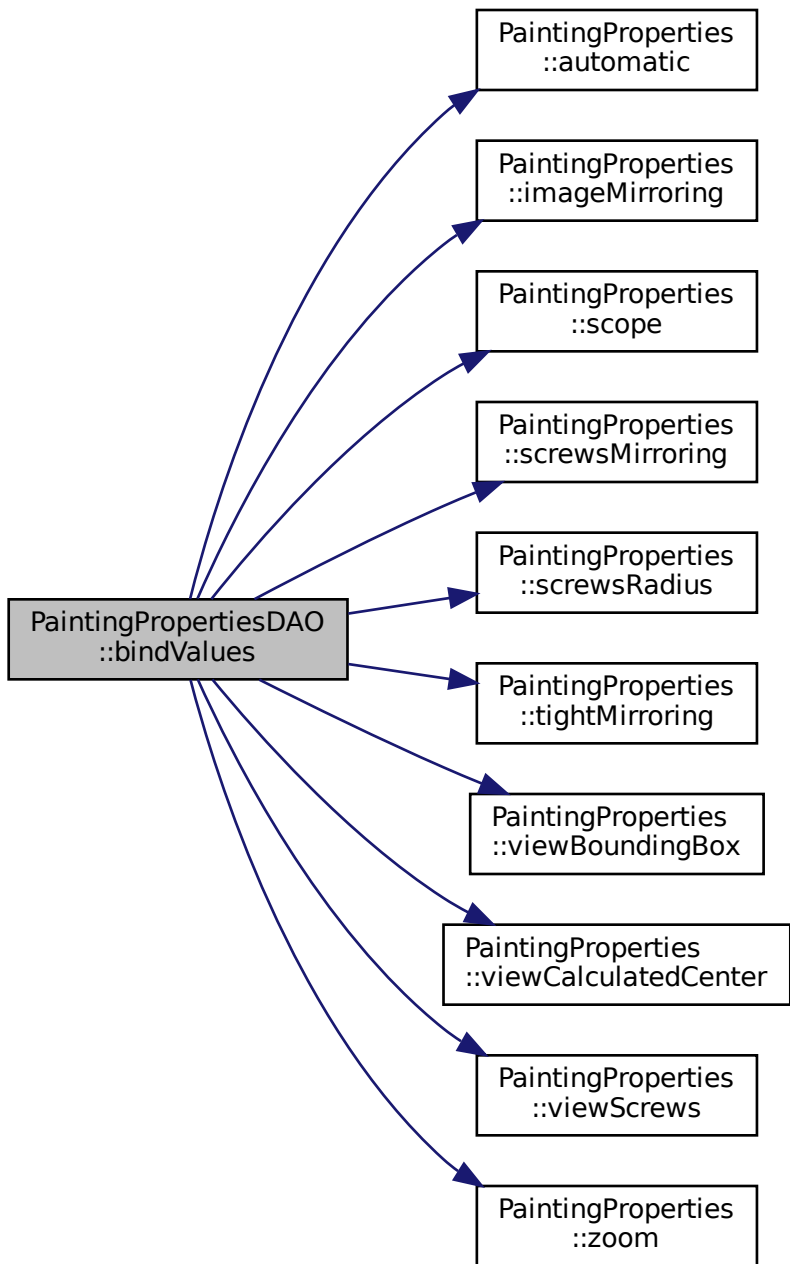 PaintingProperties
::automatic
PaintingProperties
::imageMirroring
PaintingProperties
::scope
PaintingProperties
::screwsMirroring
PaintingProperties
::screwsRadius
PaintingPropertiesDAO
::bindValues
PaintingProperties
::tightMirroring
PaintingProperties
::viewBoundingBox
PaintingProperties
::viewCalculatedCenter
PaintingProperties
::viewScrews
PaintingProperties
::zoom